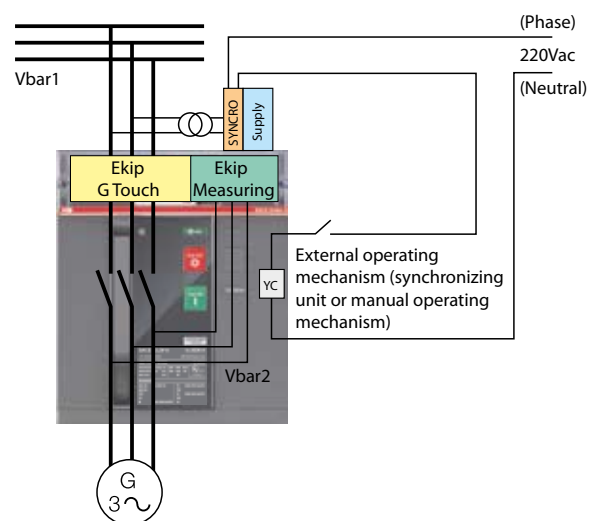 (Phase)
220Vac
(Neutral)
Vbar1
SYNCRO
Supply
Ekip
G Touch
Ekip
Measuring
External operating
mechanism (synchronizing
unit or manual operating
mechanism)
YC
Vbar2
G
3